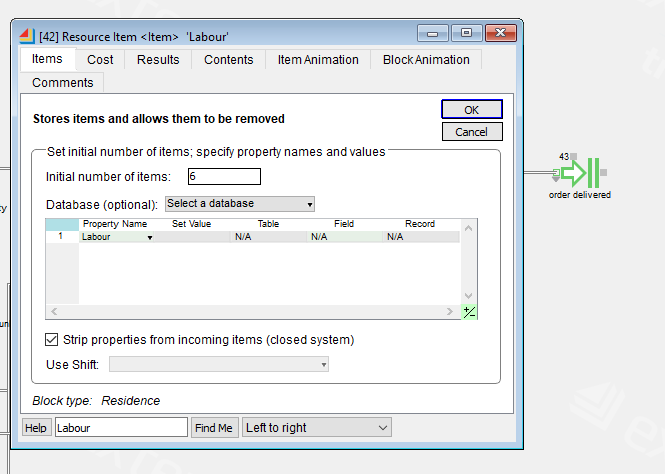 [42] Resource Item <Item> 'Labour'
Items Cost Results Contents Item Animation Block Animation
Comments
Stores items and allows them to be removed
OK
Cancel
Set initial number of items; specify property names and values
Initial number of items: 6
Database (optional): Select a database
Property Name Set Value Table Field Record
1 Labour N/A N/A N/A
Strip properties from incoming items (closed system)
Use Shift:
Block type: Residence
Help Labour Find Me Left to right
43
order delivered